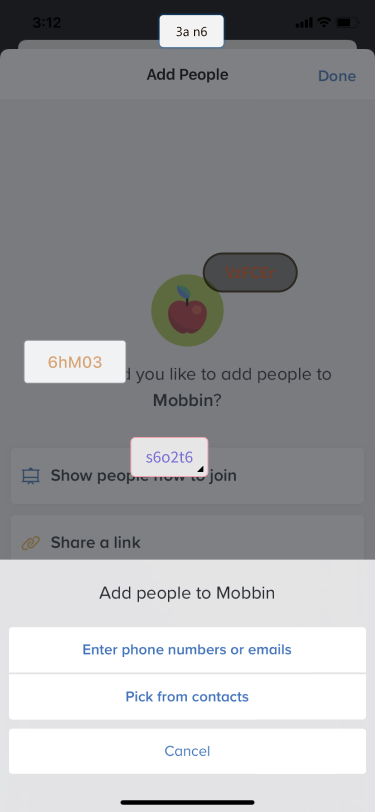 3:12
3a n6
Add People
Done
6hM03
d you like to add people to
Mobbin?
s6o2t6
Show people how to join
Share a link
Add people to Mobbin
Enter phone numbers or emails
Pick from contacts
Cancel